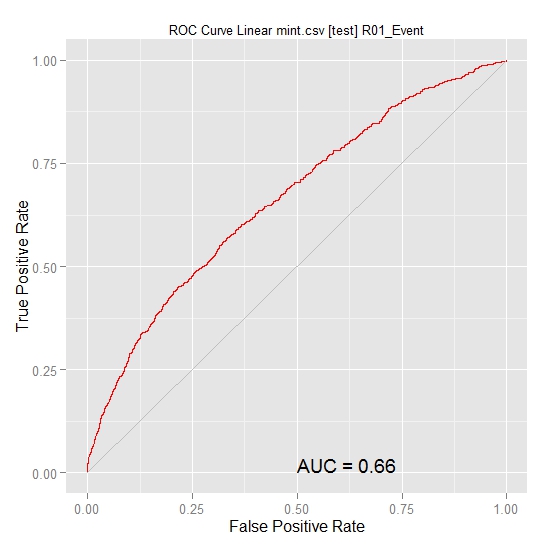 ROC Curve Linear mint.csv [test] R01_Event
1.00
0.75
0.50
0.25
0.00
True Positive Rate
AUC = 0.66
0.00 0.25 0.50 0.75 1.00
False Positive Rate